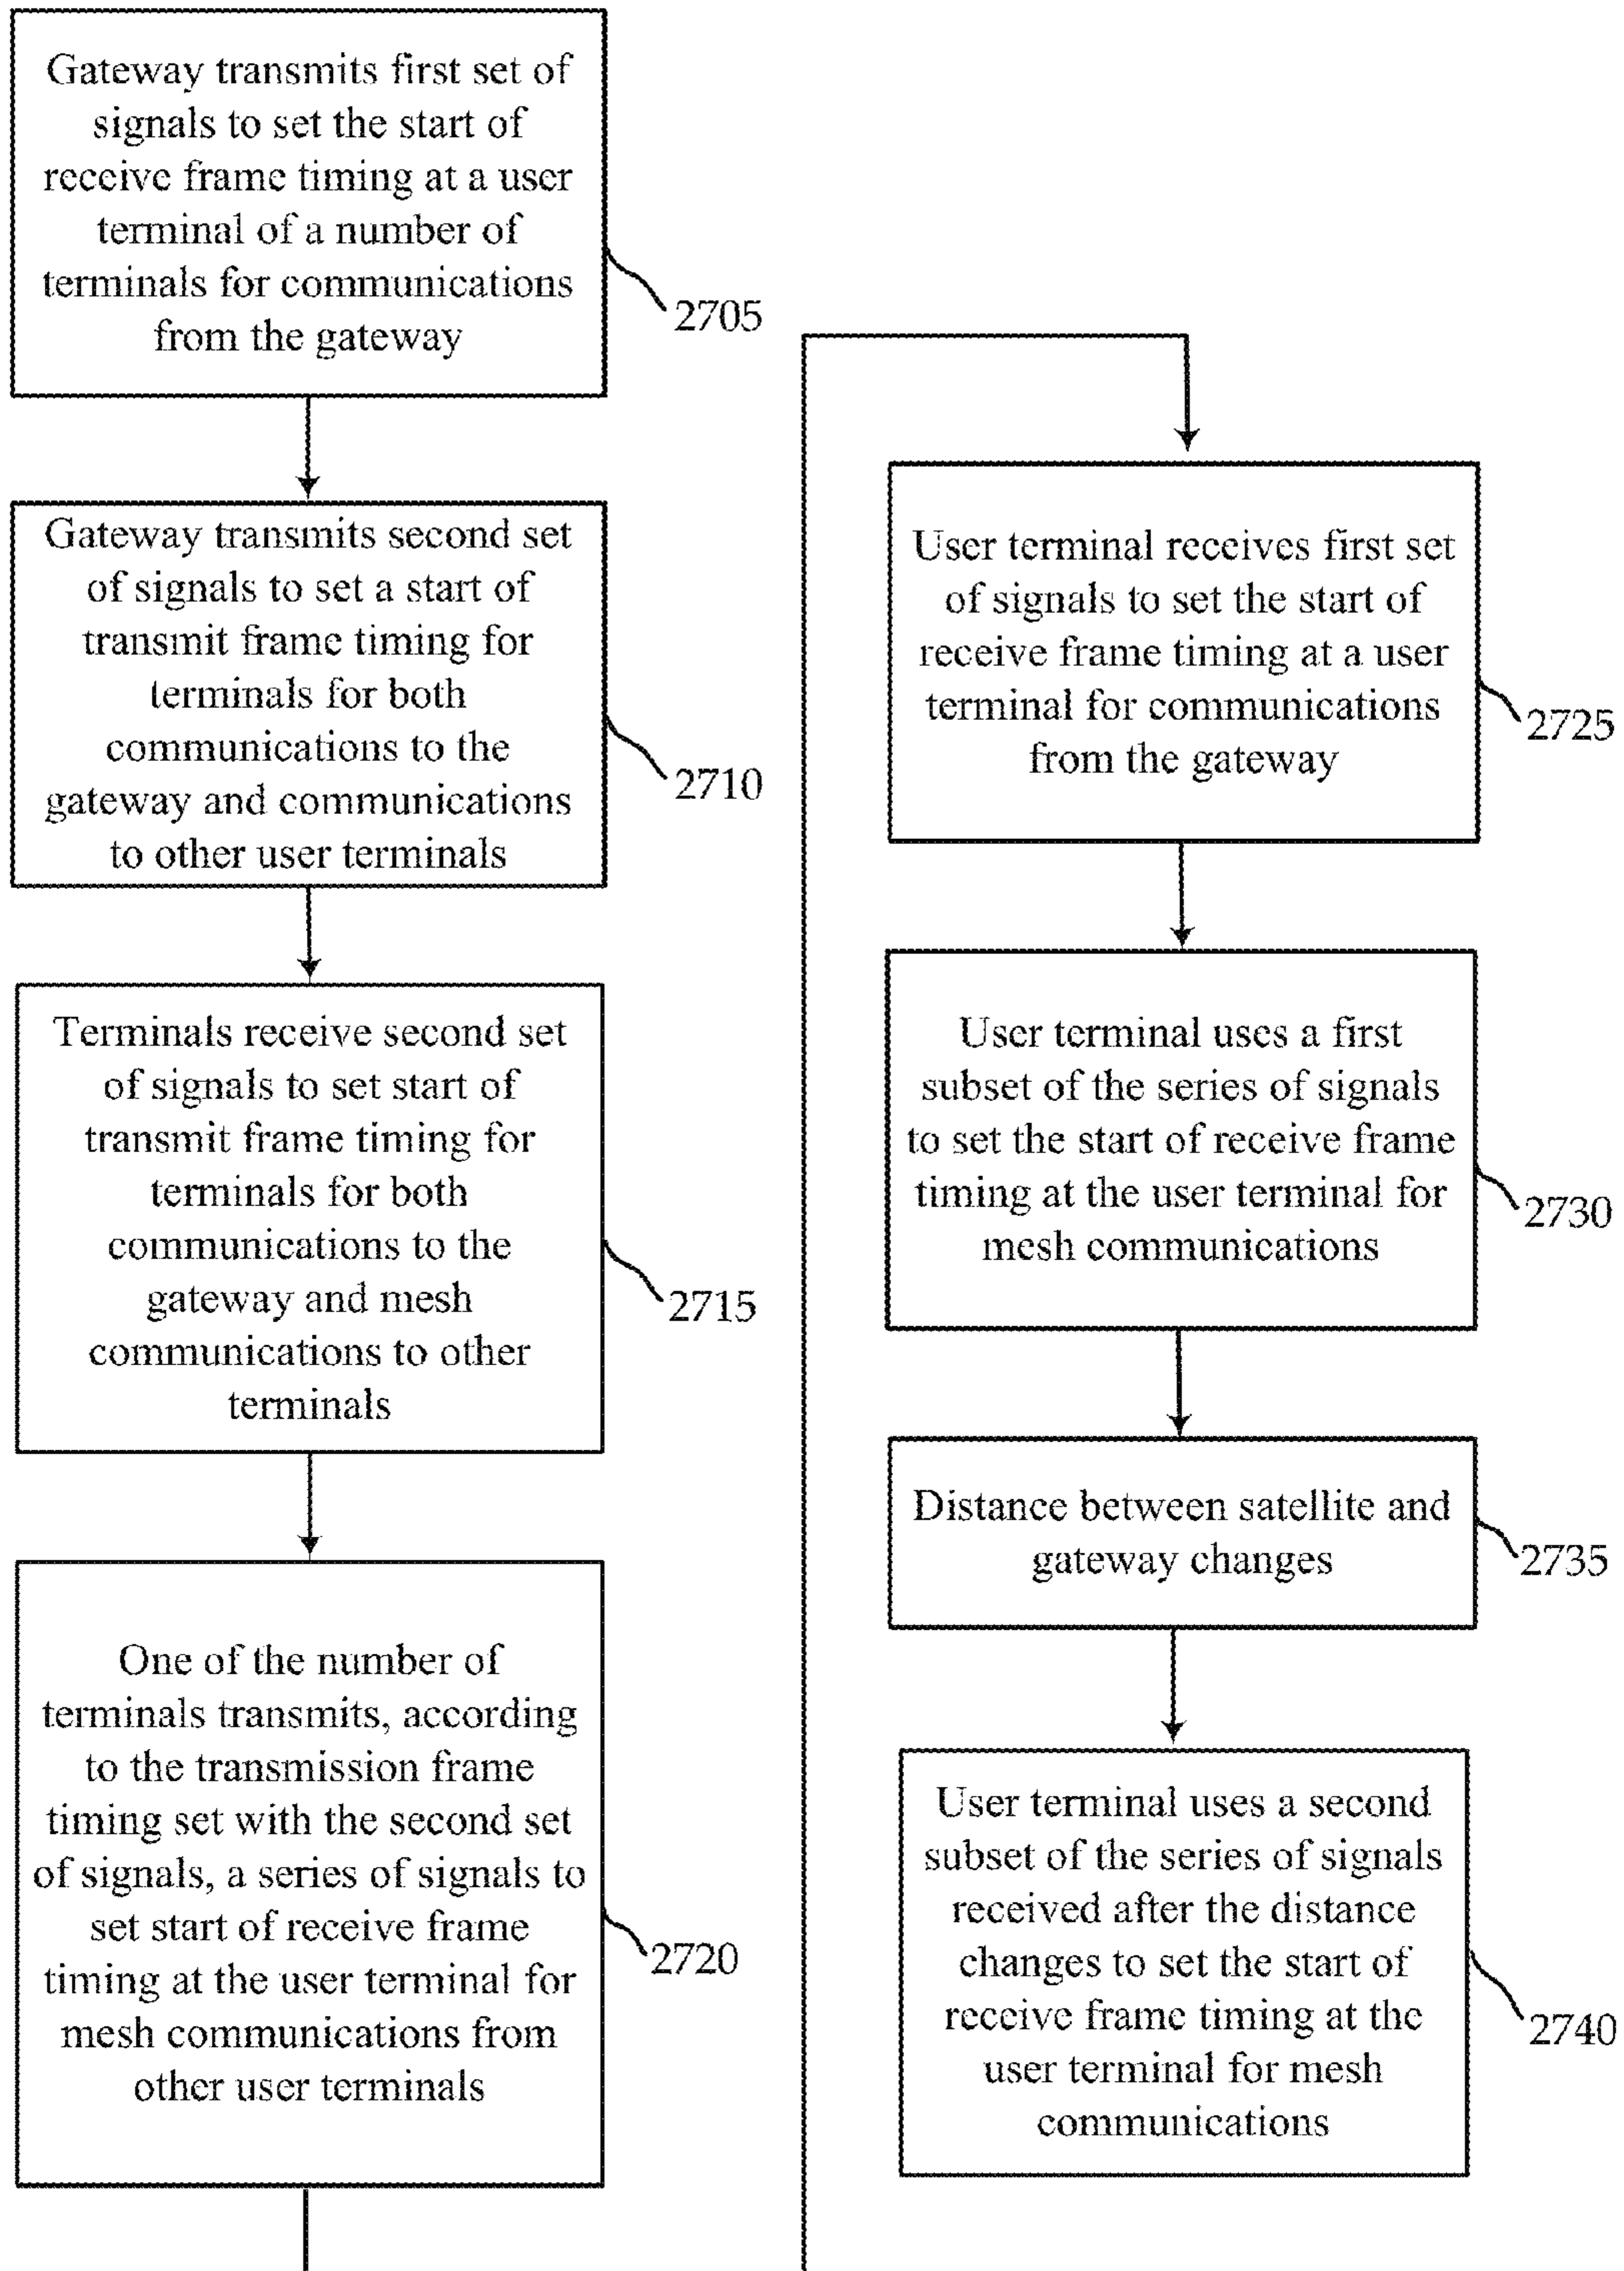 Gateway transmits first set of
signals to set the start of
receive frame timing at a user
terminal of a number of
terminals for communications
from the gateway
2705
Gateway transmits second set
of signals to set a start of
transmit frame timing for
terminals for both
communications to the
gateway and communications
to other user terminals
2710
Terminals receive second set
of signals to set start of
transmit frame timing for
terminals for both
communications to the
gateway and mesh
communications to other
terminals
2715
One of the number of
terminals transmits, according
to the transmission frame
timing set with the second set
of signals, a series of signals to
set start of receive frame
timing at the user terminal for
mesh communications from
other user terminals
2720
User terminal receives first set
of signals to set the start of
receive frame timing at a user
terminal for communications
from the gateway
2725
User terminal uses a first
subset of the series of signals
to set the start of receive frame
timing at the user terminal for
mesh communications
2730
Distance between satellite and
gateway changes
2735
User terminal uses a second
subset of the series of signals
received after the distance
changes to set the start of
receive frame timing at the
user terminal for mesh
communications
2740